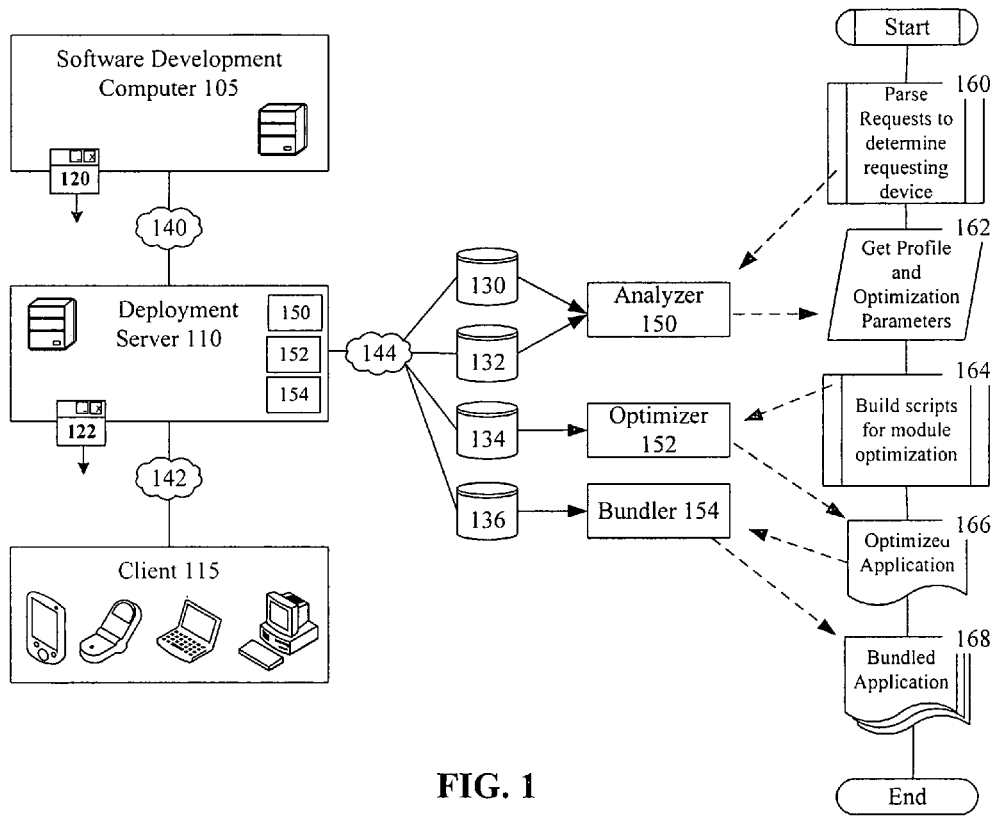 Software Development
Computer 105
120
140
Deployment
Server 110
150
152
154
122
142
Client 115
144
130
132
134
136
Analyzer
150
Optimizer
152
Bundler 154
Start
160
Parse
Requests to
determine
requesting
device
162
Get Profile
and
Optimization
Parameters
164
Build scripts
for module
optimization
166
Optimized
Application
168
Bundled
Application
End
FIG. 1